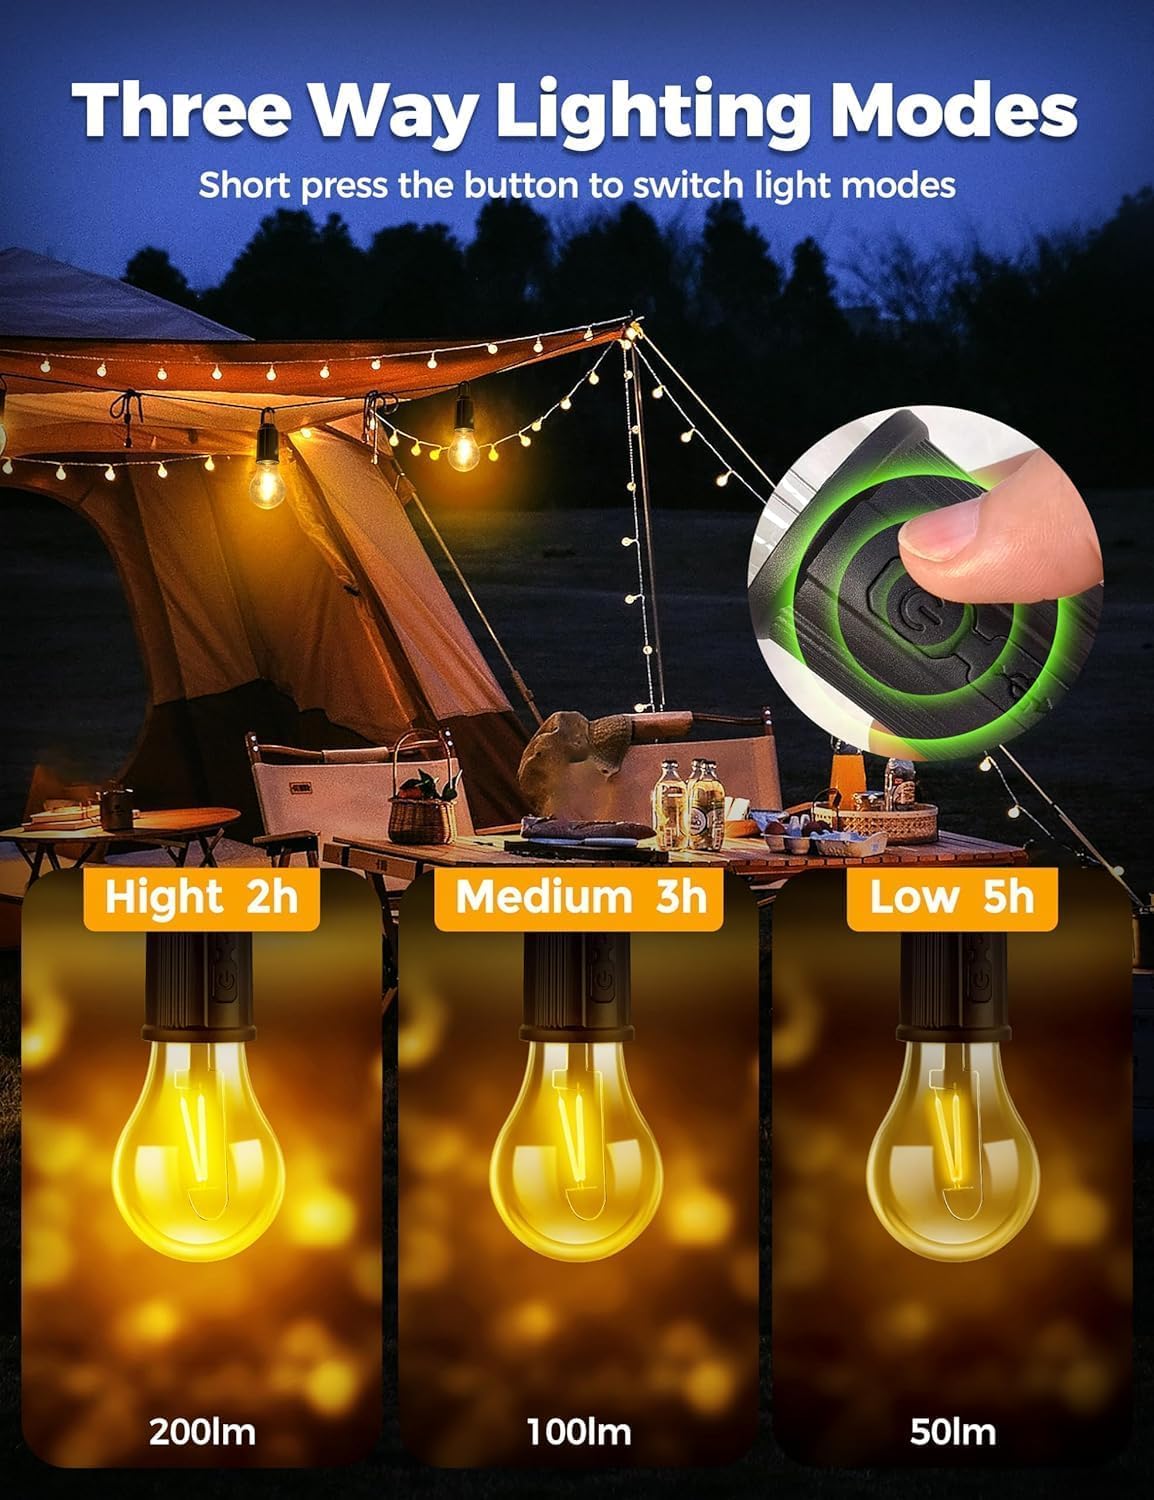 Three Way Lighting Modes
Short press the button to switch light modes
Hight 2h
Medium 3h
Low 5h
200lm
100lm
50lm